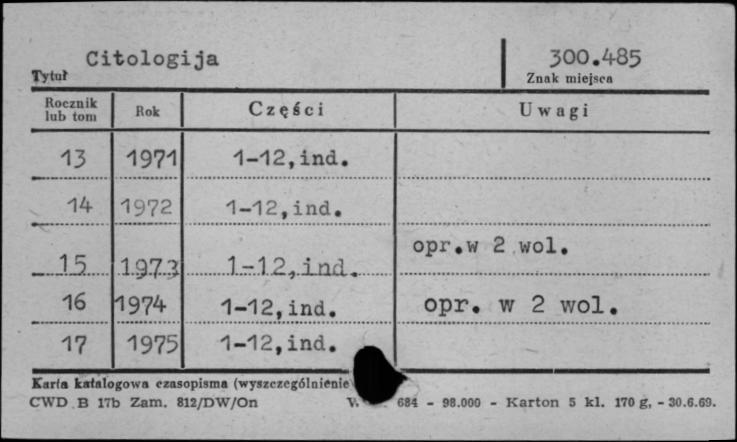 Citologija 300.485
Tytuł Znak miejsca
Rocznik lub tom Rok Części Uwagi
13 1971 1-12,ind.
14 1972 1-12,ind.
15 1973 1-12,ind. opr.w 2 wol.
16 1974 1-12,ind. opr. w 2 wol.
17 1975 1-12,ind.
Karta katalogowa czasopisma (wyszczególnienie
CWD B 17b Zam. 812/DW/On 684 - 98.000 - Karton 5 kl. 170 g, - 30.6.69.